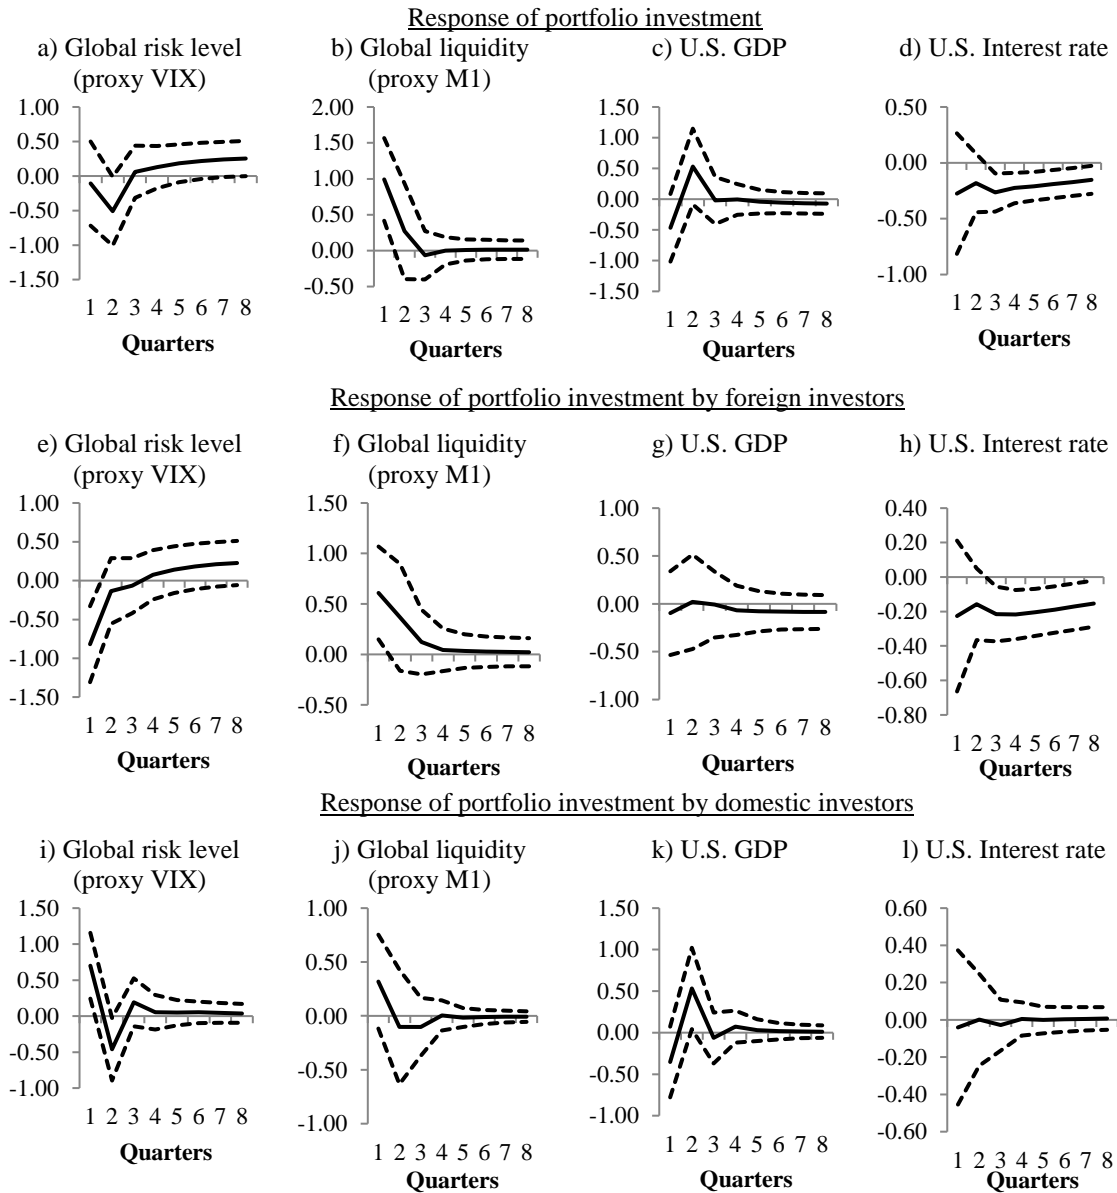 Response of portfolio investment
a) Global risk level
(proxy VIX)
b) Global liquidity
(proxy M1)
c) U.S. GDP
d) U.S. Interest rate
1.00
0.50
0.00
-0.50
-1.00
-1.50
1 2 3 4 5 6 7 8
Quarters
2.00
1.50
1.00
0.50
0.00
-0.50
1 2 3 4 5 6 7 8
Quarters
1.50
1.00
0.50
0.00
-0.50
-1.00
-1.50
1 2 3 4 5 6 7 8
Quarters
0.50
0.00
-0.50
-1.00
1 2 3 4 5 6 7 8
Quarters
Response of portfolio investment by foreign investors
e) Global risk level
(proxy VIX)
f) Global liquidity
(proxy M1)
g) U.S. GDP
h) U.S. Interest rate
1.00
0.50
0.00
-0.50
-1.00
-1.50
1 2 3 4 5 6 7 8
Quarters
1.50
1.00
0.50
0.00
-0.50
1 2 3 4 5 6 7 8
Quarters
1.00
0.50
0.00
-0.50
-1.00
1 2 3 4 5 6 7 8
Quarters
0.40
0.20
0.00
-0.20
-0.40
-0.60
-0.80
1 2 3 4 5 6 7 8
Quarters
Response of portfolio investment by domestic investors
i) Global risk level
(proxy VIX)
j) Global liquidity
(proxy M1)
k) U.S. GDP
l) U.S. Interest rate
1.50
1.00
0.50
0.00
-0.50
-1.00
1 2 3 4 5 6 7 8
Quarters
1.00
0.50
0.00
-0.50
-1.00
1 2 3 4 5 6 7 8
Quarters
1.50
1.00
0.50
0.00
-0.50
-1.00
1 2 3 4 5 6 7 8
Quarters
0.60
0.40
0.20
0.00
-0.20
-0.40
-0.60
1 2 3 4 5 6 7 8
Quarters